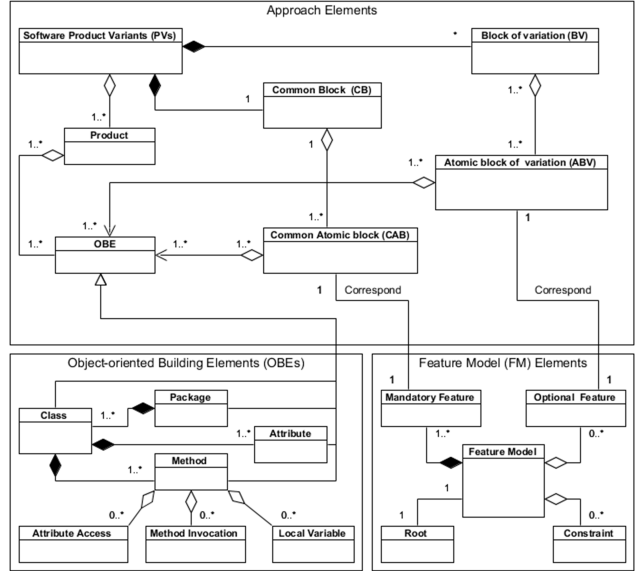 Approach Elements
Software Product Variants (PVs)
*
Block of variation (BV)
1..*
1
Common Block (CB)
1..*
1..*
Product
1..*
1
1..*
1..*
Atomic block of variation (ABV)
1..*
1..*
Common Atomic block (CAB)
1
OBE
1..*
1..*
1..*
1
Correspond
Correspond
Object-oriented Building Elements (OBEs)
Feature Model (FM) Elements
1
1
Package
Mandatory Feature
Optional Feature
Class
1..*
1..*
Attribute
1..*
0..*
Method
Feature Model
1..*
1
0..*
0..*
0..*
1
0..*
Attribute Access
Method Invocation
Local Variable
Root
Constraint